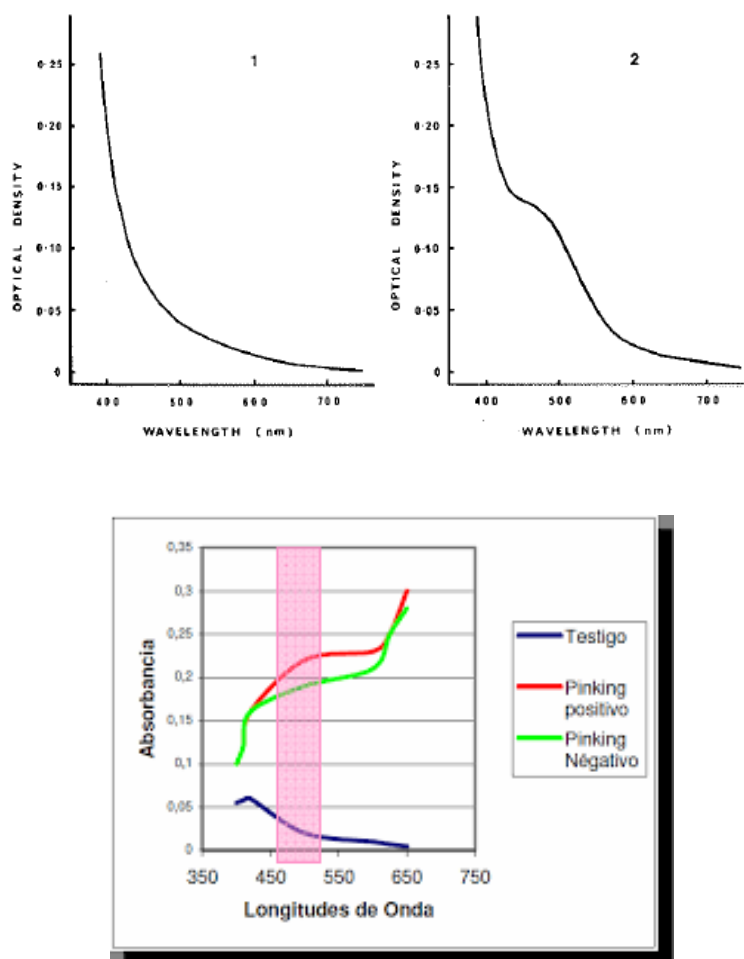 1
0·25
0·20
0·15
0·10
0·05
0
OPTICAL DENSITY
400 500 600 700
WAVELENGTH (nm)
2
0·25
0·20
0·15
0·10
0·05
0
OPTICAL DENSITY
400 500 600 700
WAVELENGTH (nm)
0,35
0,3
0,25
0,2
0,15
0,1
0,05
0
Absorbancia
350 450 550 650 750
Longitudes de Onda
Testigo
Pinking
positivo
Pinking
Négativo